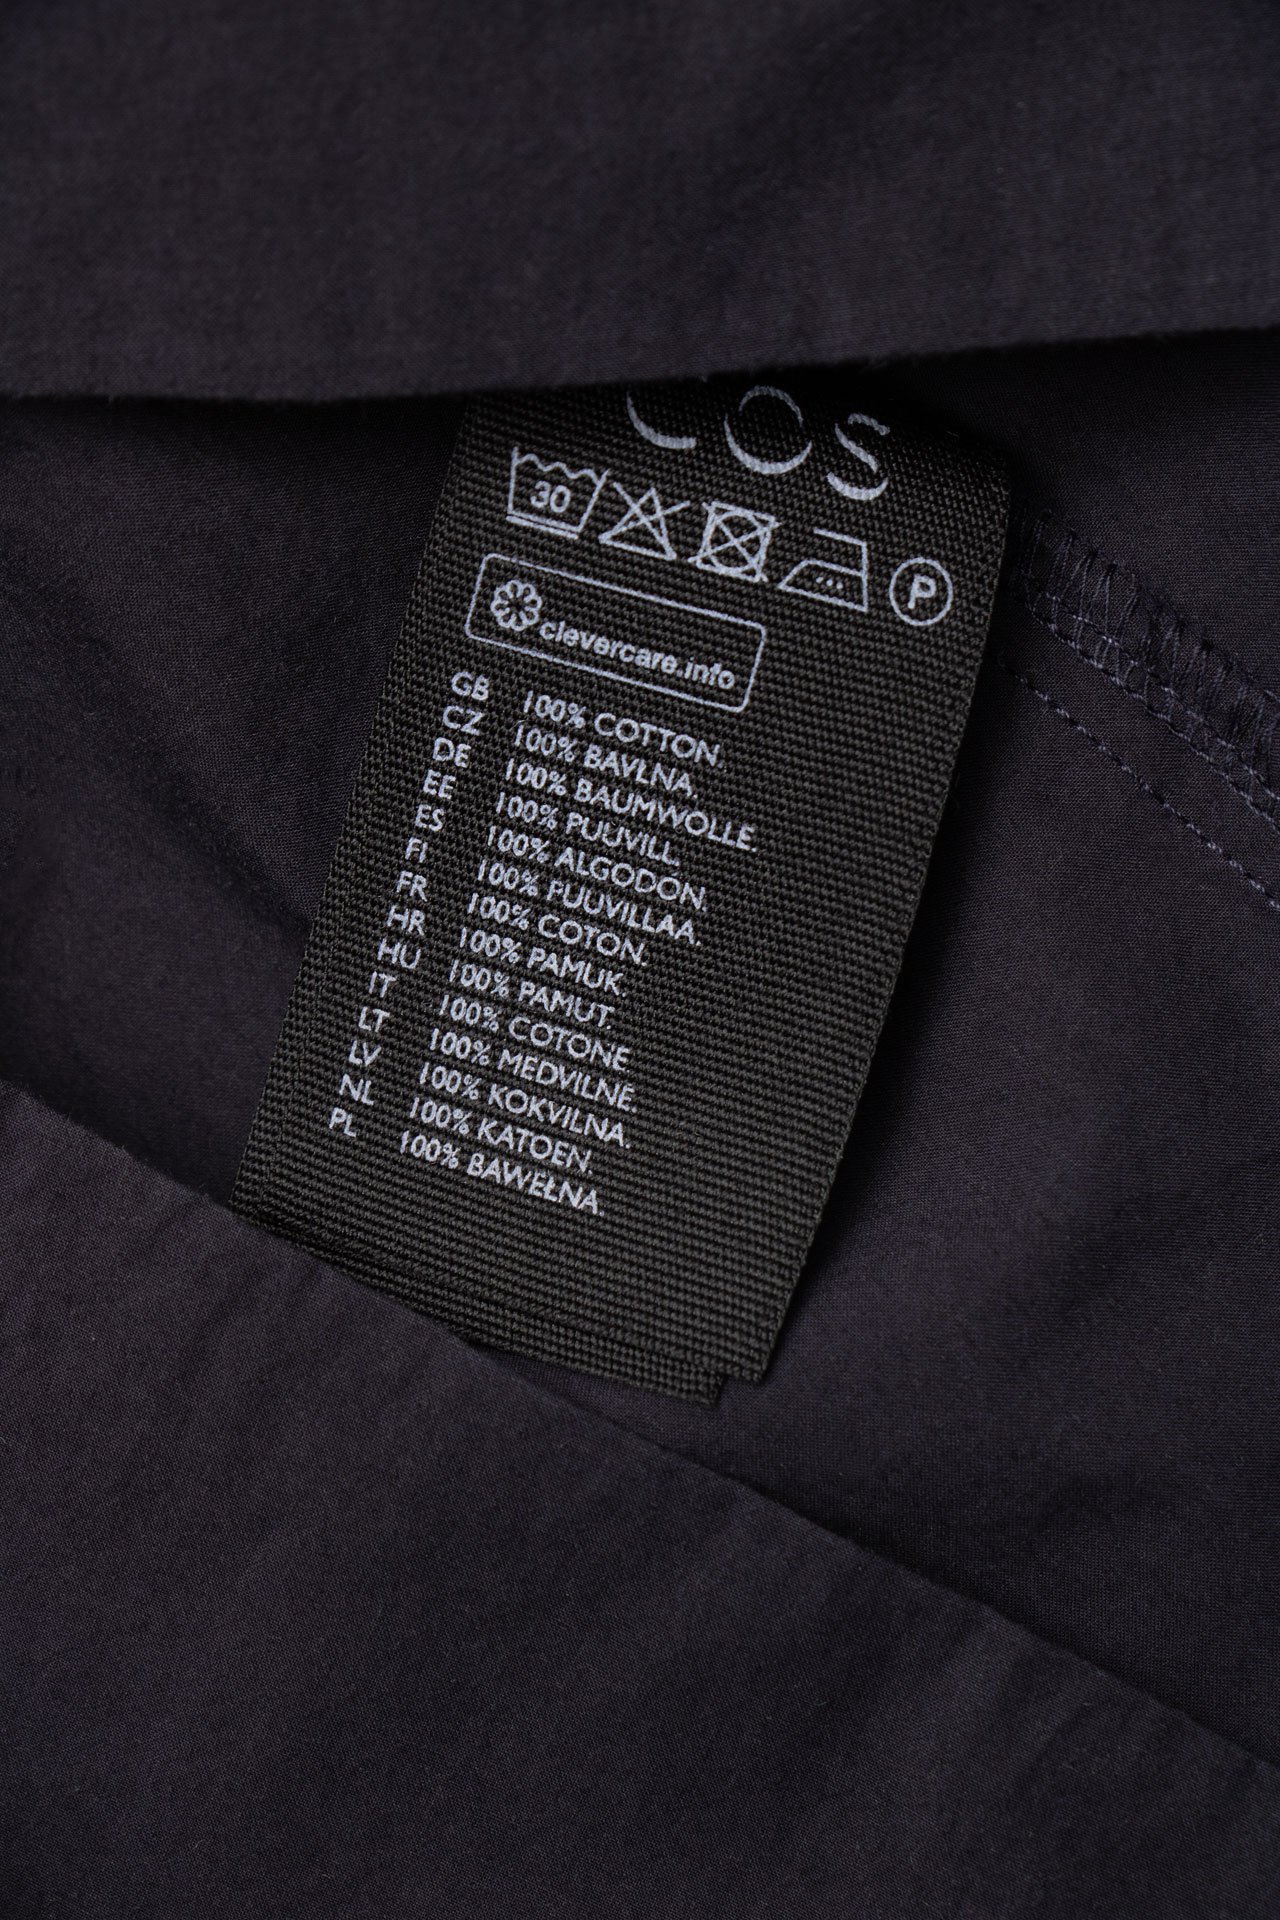 COS
30
P
clevercare.info
GB 100% COTTON.
CZ 100% BAVLNA.
DE 100% BAUMWOLLE.
EE 100% PUUVILL.
ES 100% ALGODON.
FI 100% PUUVILLAA.
FR 100% COTON.
HR 100% PAMUK.
HU 100% PAMUT.
IT 100% COTONE
LT 100% MEDVILNĖ.
LV 100% KOKVILNA.
NL 100% KATOEN.
PL 100% BAWEŁNA.